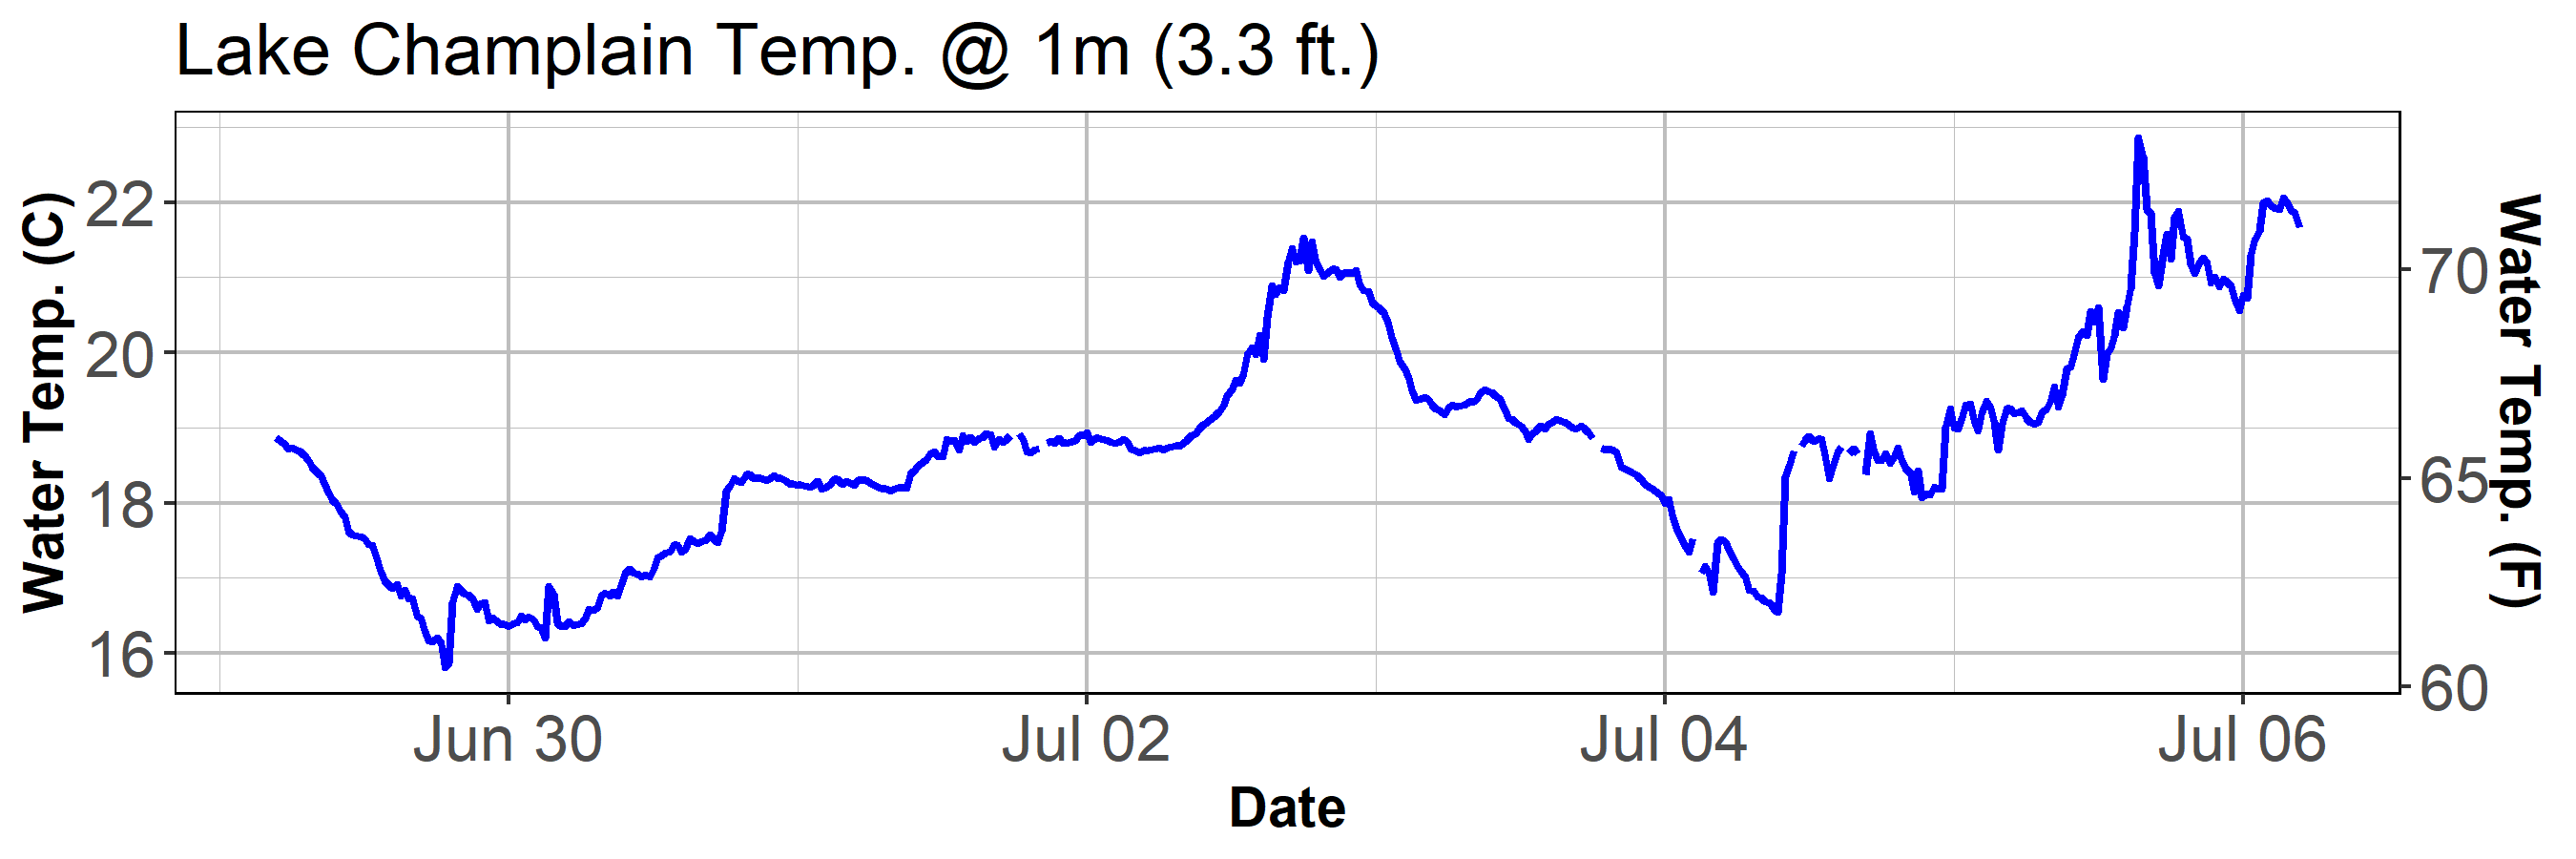 Lake Champlain Temp. @ 1m (3.3 ft.)
Water Temp. (C)
22
20
18
16
70
65
60
Water Temp. (F)
Jun 30
Jul 02
Jul 04
Jul 06
Date